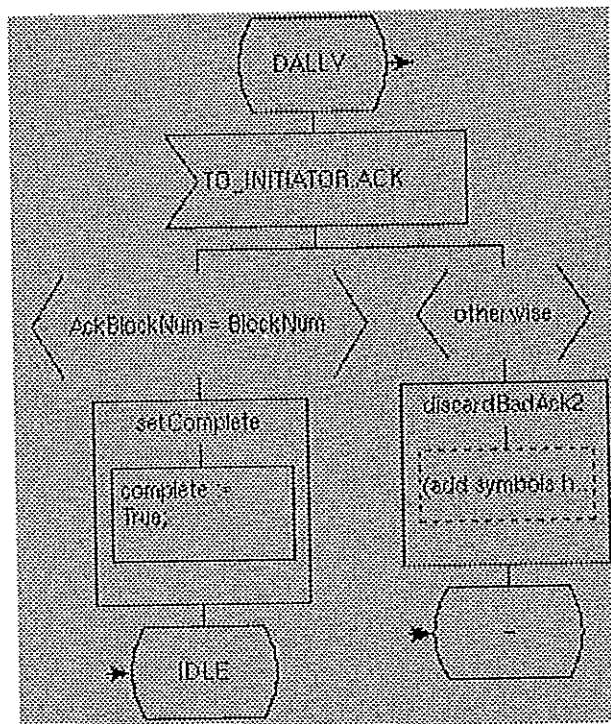 DALLY
TO_INITIATOR.ACK
AckBlockNum = BlockNum
otherwise
setComplete
complete :=
True;
discardBadAck2
(add symbols h...
IDLE
-